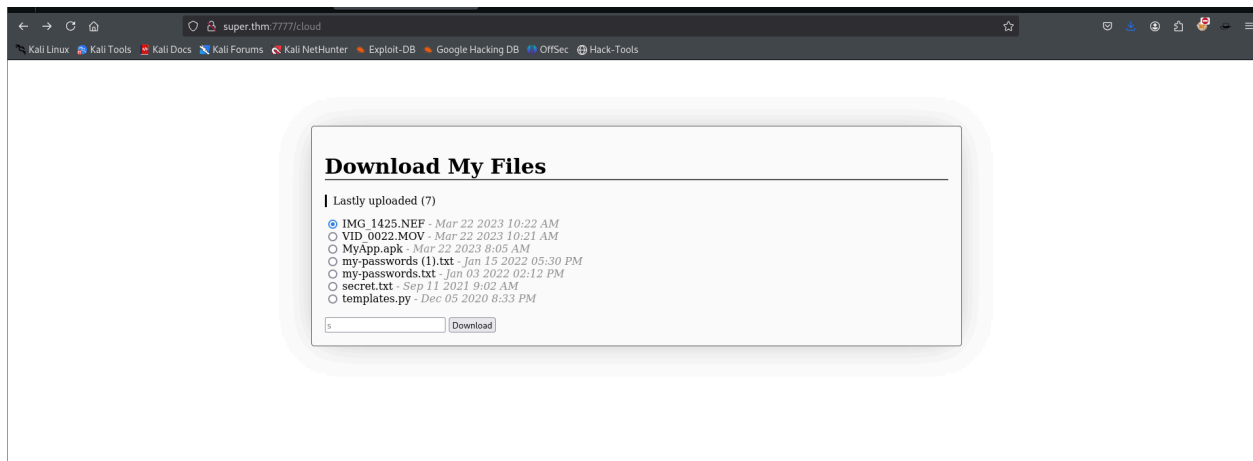 super.thm:7777/cloud
Kali Linux Kali Tools Kali Docs Kali Forums Kali NetHunter Exploit-DB Google Hacking DB OffSec Hack-Tools
Download My Files
Lastly uploaded (7)
IMG_1425.NEF - Mar 22 2023 10:22 AM
VID_0022.MOV - Mar 22 2023 10:21 AM
MyApp.apk - Mar 22 2023 8:05 AM
my-passwords (1).txt - Jan 15 2022 05:30 PM
my-passwords.txt - Jan 03 2022 02:12 PM
secret.txt - Sep 11 2021 9:02 AM
templates.py - Dec 05 2020 8:33 PM
s Download